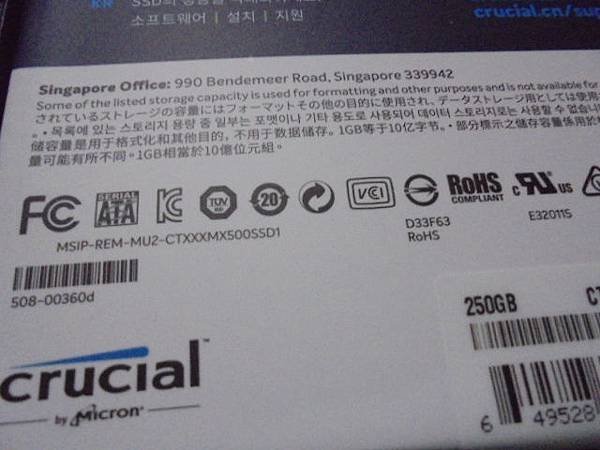 KR
소프트웨어 | 설치 | 지원
crucial.cn/sup
Singapore Office: 990 Bendemeer Road, Singapore 339942
Some of the listed storage capacity is used for formatting and other purposes and is not available for
されているストレージの容量にはフォーマットその他の目的に使用され、データストレージ用としては使用
• 목록에 있는 스토리지 용량 중 일부는 포맷이나 기타 용도로 사용되어 데이터 스토리지로는 사용할 수 없습니
储容量是用于格式化和其他目的, 不用于数据储存。1GB等于10亿字节。• 部分標示之儲存容量係用於
量可能有所不同。1GB相當於10億位元組。
FC SERIAL ATA KC TÜV 20 VCI RoHS COMPLIANT c US
MSIP-REM-MU2-CTXXXMX500SSD1
D33F63
RoHS
E32011S
508-00360d
250GB CT
crucial
by Micron
6 49528